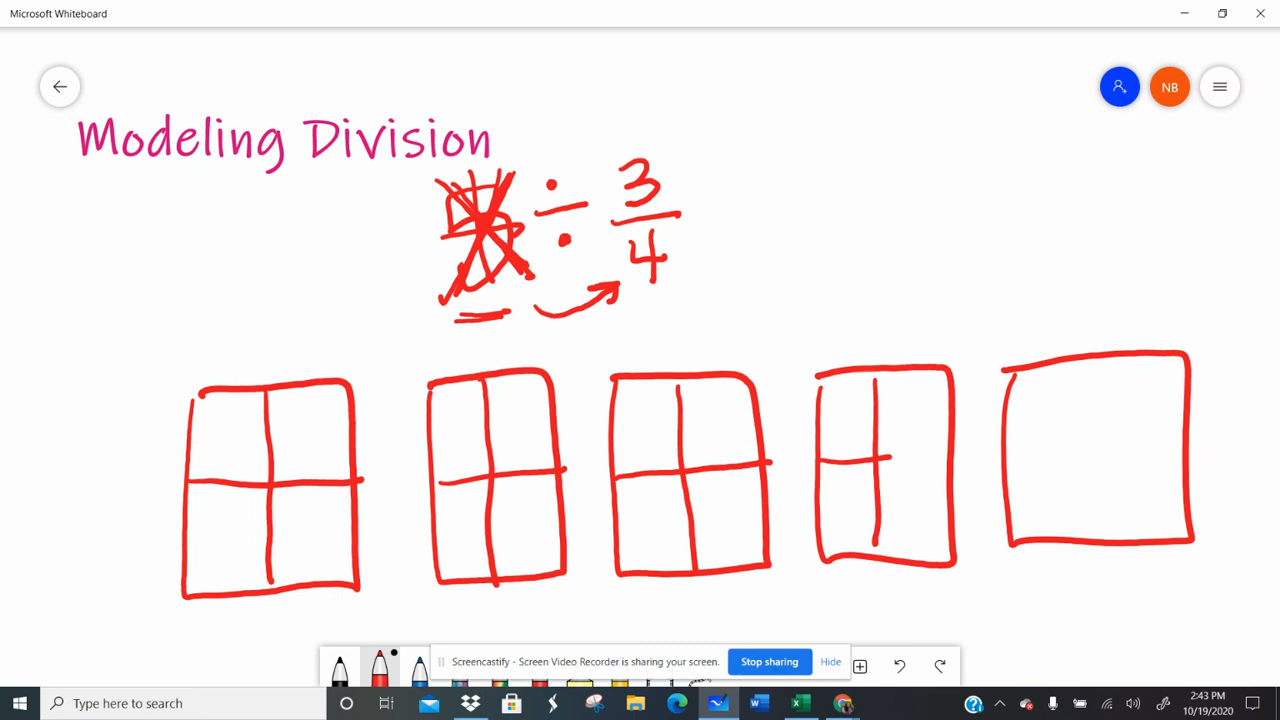 Microsoft Whiteboard
NB
Modeling Division
÷ 3/4
Screencastify - Screen Video Recorder is sharing your screen. Stop sharing Hide
Type here to search
2:43 PM
10/19/2020